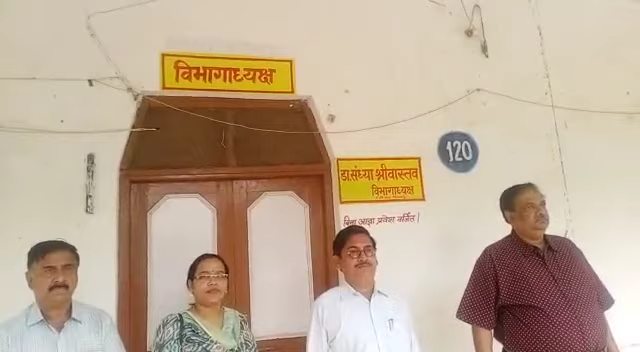 विभागाध्यक्ष
120
डा.संध्या श्रीवास्तव
विभागाध्यक्ष
बिना आज्ञा प्रवेश वर्जित।